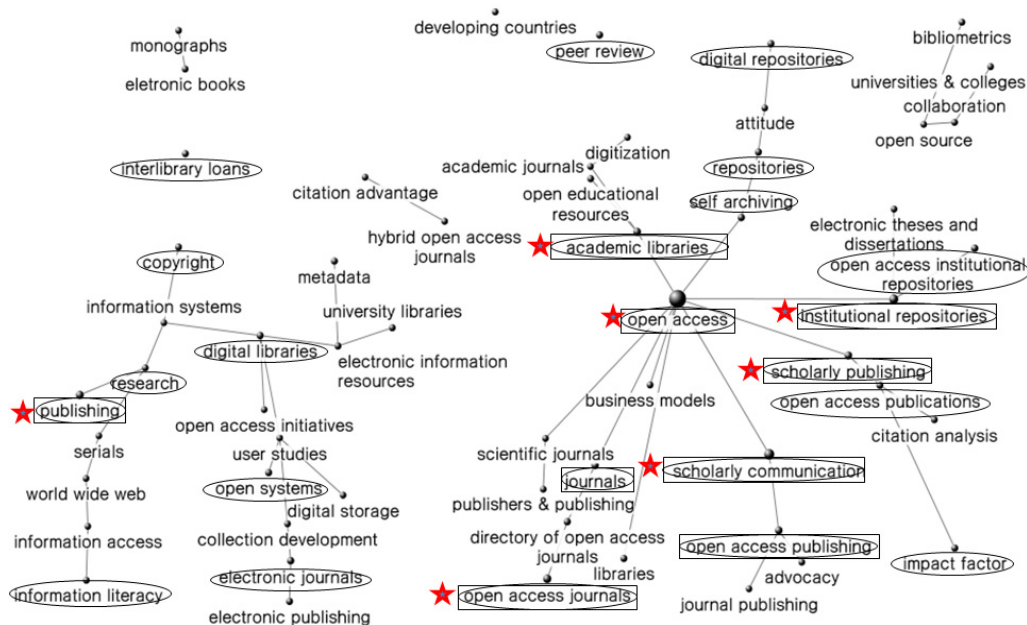 developing countries
monographs
peer review
bibliometrics
digital repositories
eletronic books
universities & colleges
collaboration
attitude
open source
digitization
interlibrary loans
academic journals
repositories
citation advantage
open educational
resources
self archiving
hybrid open access
journals
academic libraries
electronic theses and
dissertations
open access institutional
repositories
copyright
metadata
information systems
university libraries
open access
institutional repositories
digital libraries
electronic information
resources
research
scholarly publishing
publishing
business models
open access publications
open access initiatives
citation analysis
serials
user studies
scientific journals
scholarly communication
journals
open systems
world wide web
publishers & publishing
digital storage
information access
collection development
directory of open access
journals
open access publishing
libraries
advocacy
impact factor
electronic journals
information literacy
open access journals
journal publishing
electronic publishing